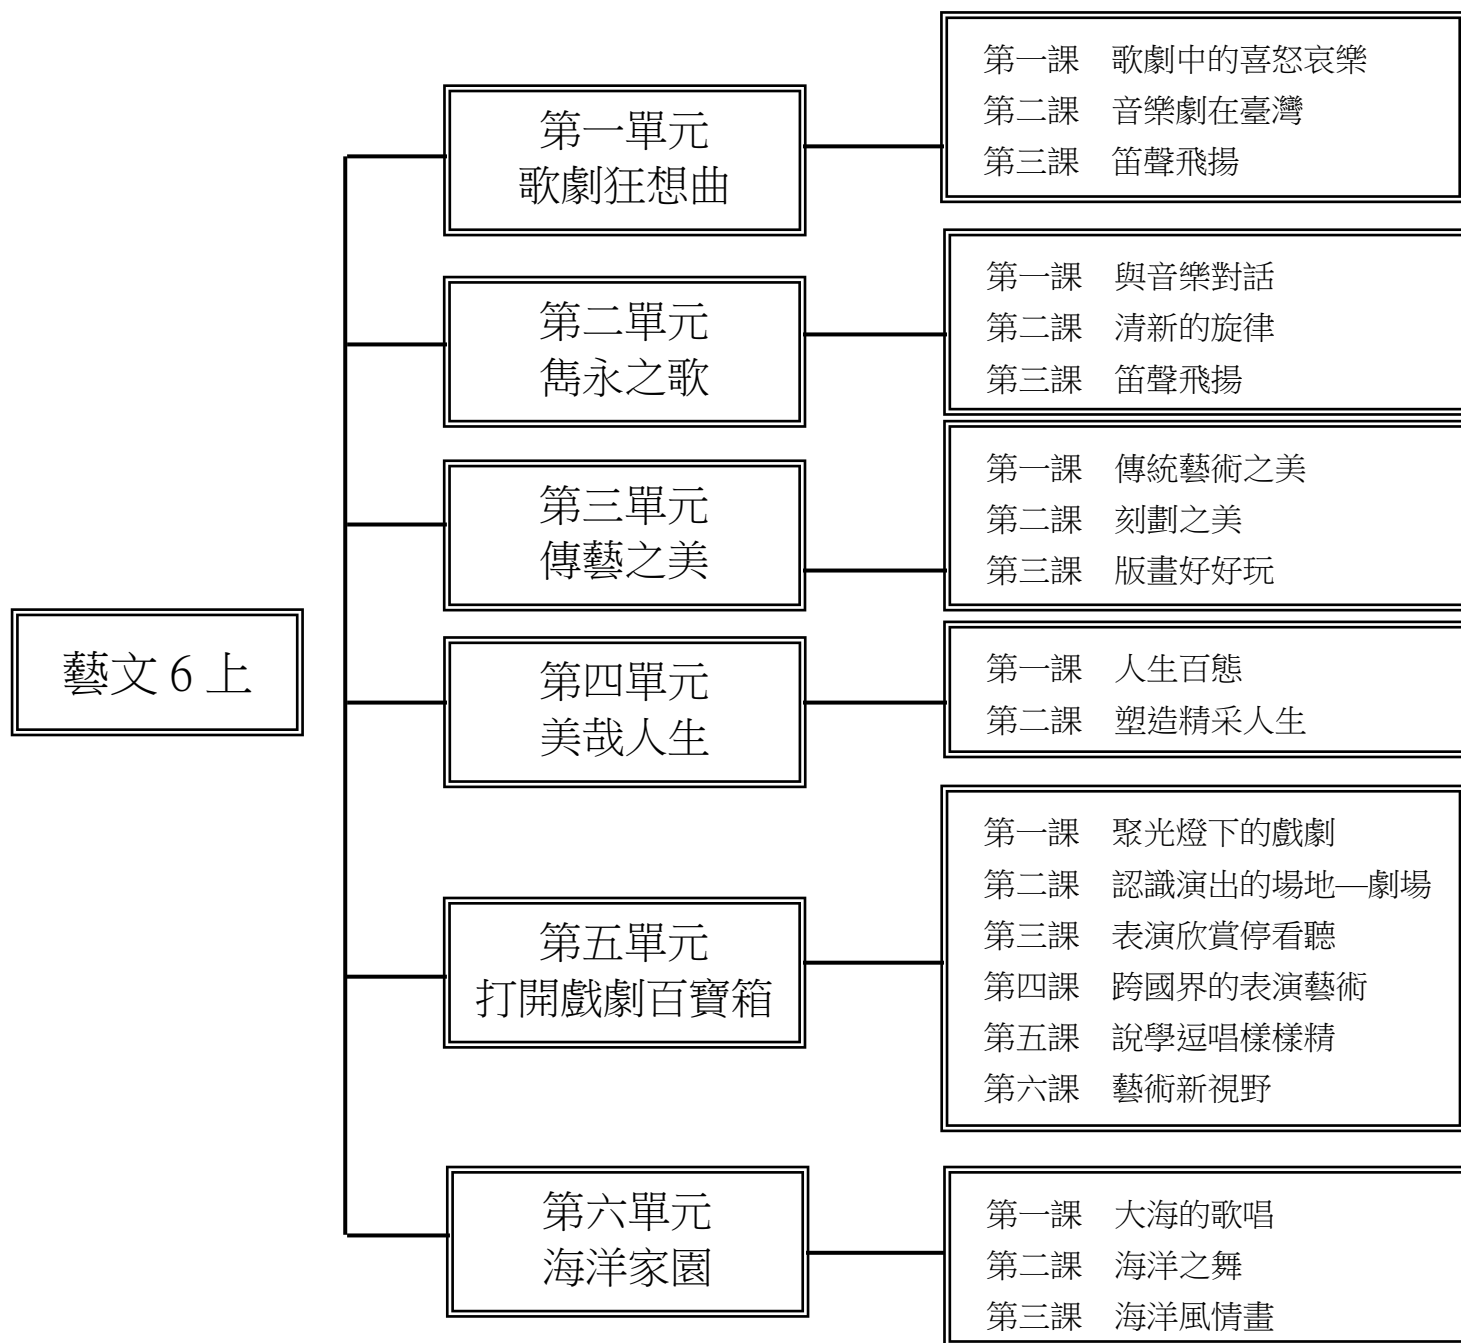 藝文 6 上
第一單元
歌劇狂想曲
第一課　歌劇中的喜怒哀樂
第二課　音樂劇在臺灣
第三課　笛聲飛揚
第二單元
雋永之歌
第一課　與音樂對話
第二課　清新的旋律
第三課　笛聲飛揚
第三單元
傳藝之美
第一課　傳統藝術之美
第二課　刻劃之美
第三課　版畫好好玩
第四單元
美哉人生
第一課　人生百態
第二課　塑造精采人生
第五單元
打開戲劇百寶箱
第一課　聚光燈下的戲劇
第二課　認識演出的場地—劇場
第三課　表演欣賞停看聽
第四課　跨國界的表演藝術
第五課　說學逗唱樣樣精
第六課　藝術新視野
第六單元
海洋家園
第一課　大海的歌唱
第二課　海洋之舞
第三課　海洋風情畫